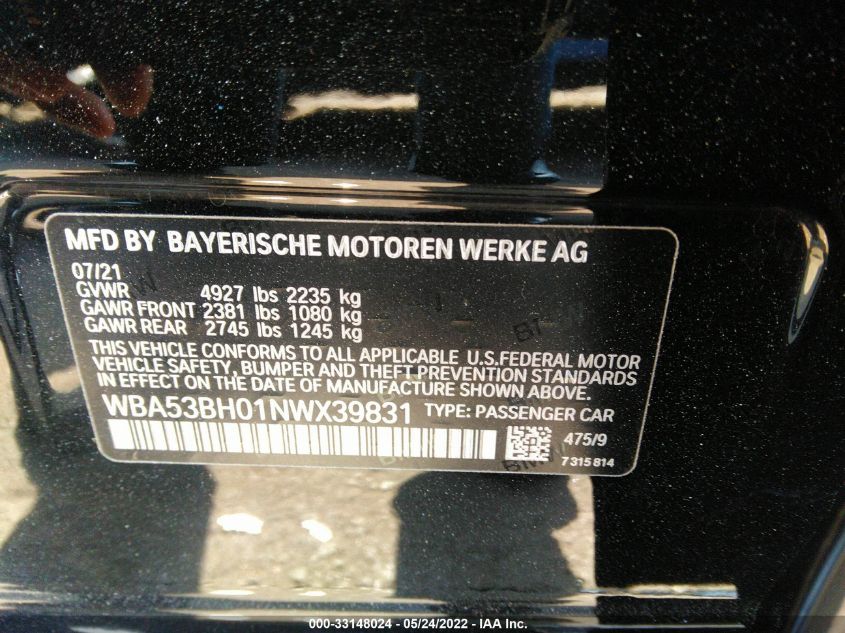 MFD BY BAYERISCHE MOTOREN WERKE AG
07/21
GVWR 4927 lbs 2235 kg
GAWR FRONT 2381 lbs 1080 kg
GAWR REAR 2745 lbs 1245 kg
THIS VEHICLE CONFORMS TO ALL APPLICABLE U.S.FEDERAL MOTOR
VEHICLE SAFETY, BUMPER AND THEFT PREVENTION STANDARDS
IN EFFECT ON THE DATE OF MANUFACTURE SHOWN ABOVE.
WBA53BH01NWX39831 TYPE: PASSENGER CAR
475/9
7315814
000-33148024 - 05/24/2022 - IAA Inc.